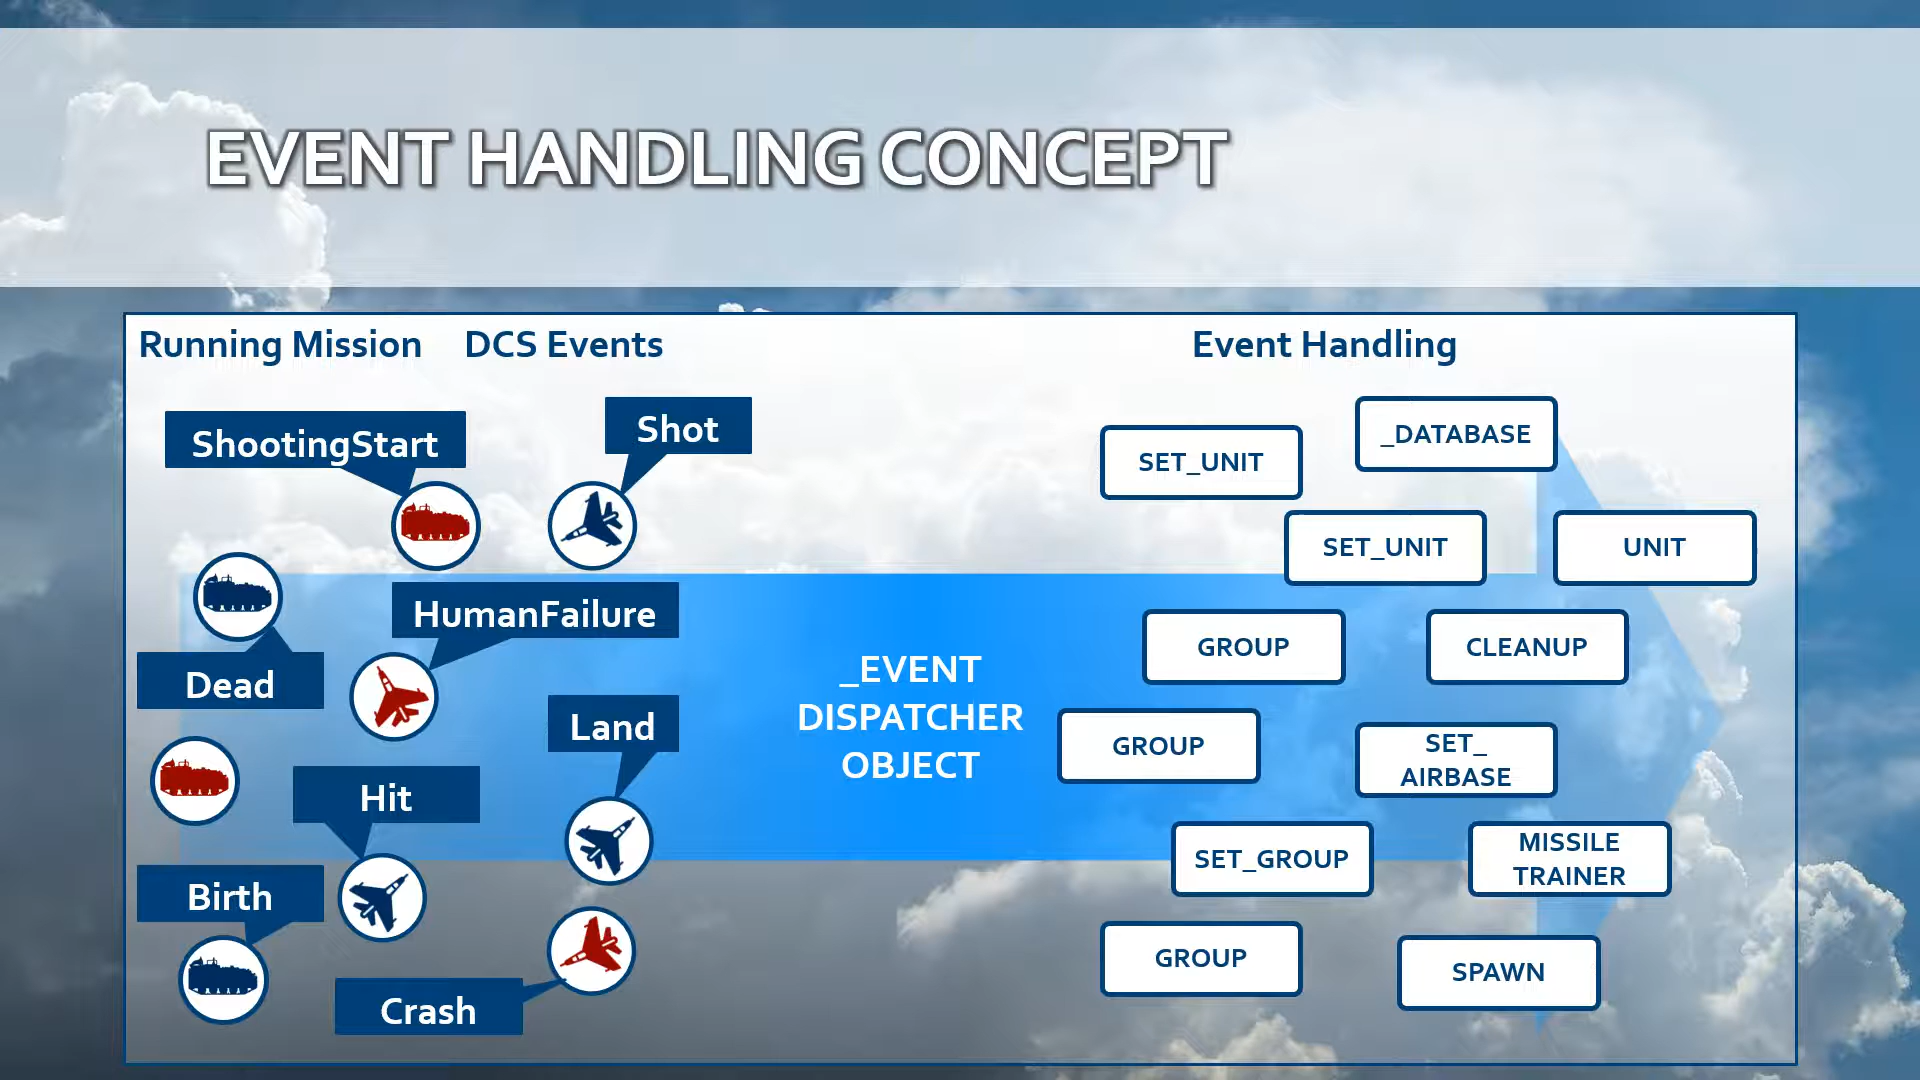 EVENT HANDLING CONCEPT
Running Mission
DCS Events
Event Handling
ShootingStart
Shot
HumanFailure
Dead
Land
Hit
Birth
Crash
_EVENT
DISPATCHER
OBJECT
_DATABASE
SET_UNIT
SET_UNIT
UNIT
GROUP
CLEANUP
GROUP
SET_
AIRBASE
SET_GROUP
MISSILE
TRAINER
GROUP
SPAWN